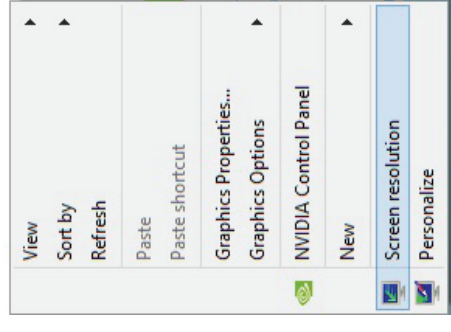 View
Sort by
Refresh
Paste
Paste shortcut
Graphics Properties...
Graphics Options
NVIDIA Control Panel
New
Screen resolution
Personalize